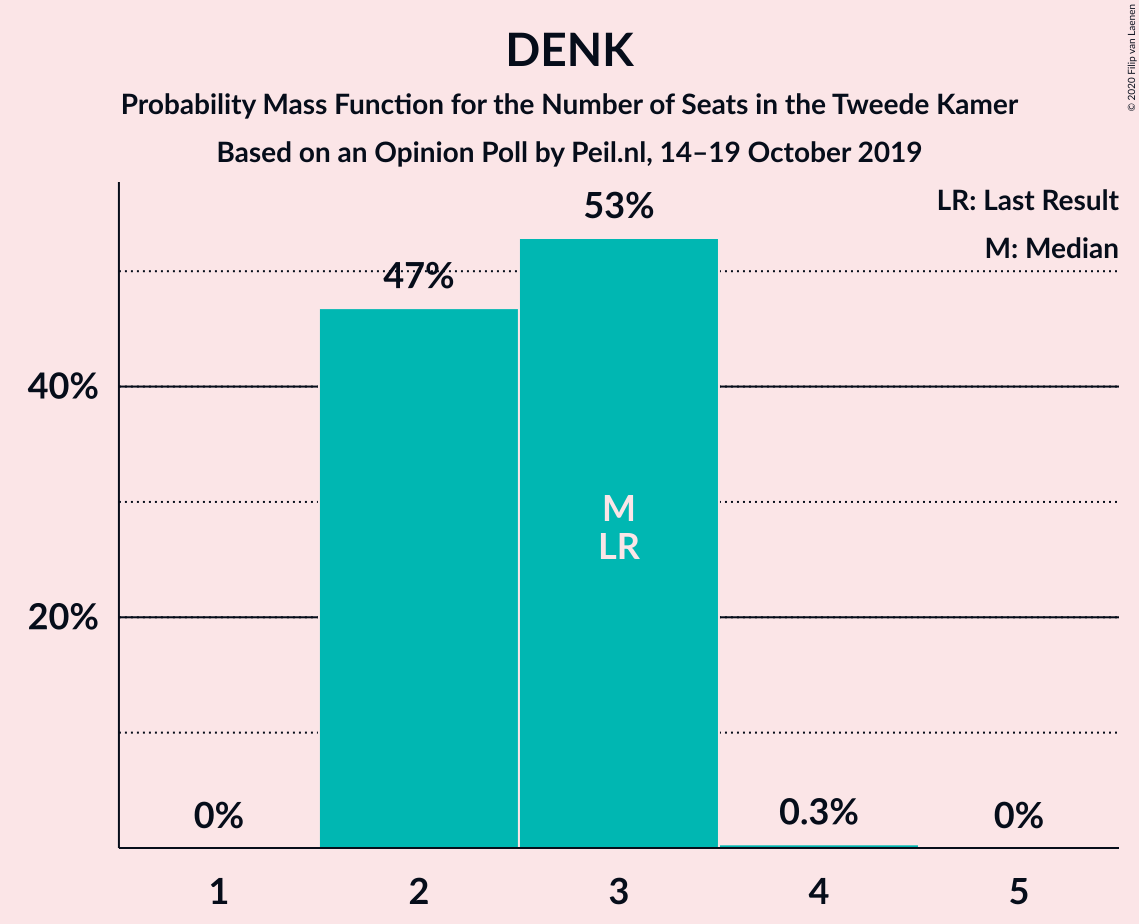 DENK
Probability Mass Function for the Number of Seats in the Tweede Kamer
Based on an Opinion Poll by Peil.nl, 14–19 October 2019
© 2020 Filip van Laenen
LR: Last Result
M: Median
53%
47%
40%
20%
M
LR
0%
0.3%
0%
1 2 3 4 5